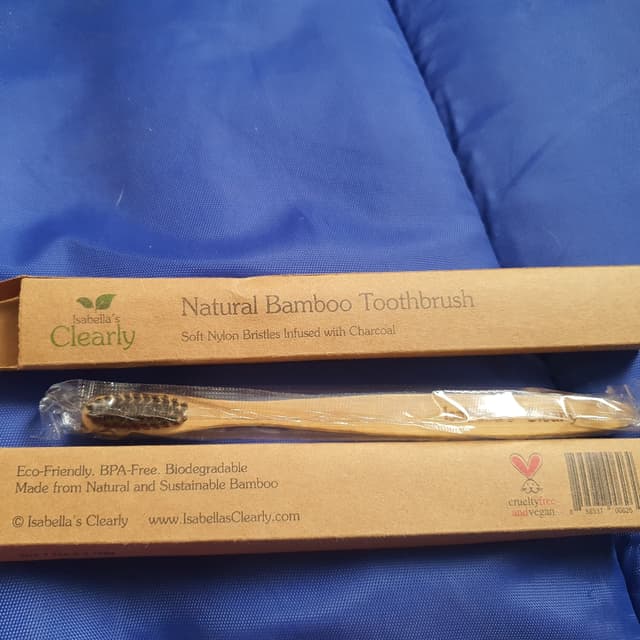 Isabella's
Clearly
Natural Bamboo Toothbrush
Soft Nylon Bristles Infused with Charcoal
Eco-Friendly. BPA-Free. Biodegradable
Made from Natural and Sustainable Bamboo
© Isabella's Clearly www.IsabellasClearly.com
crueltyfree
andvegan